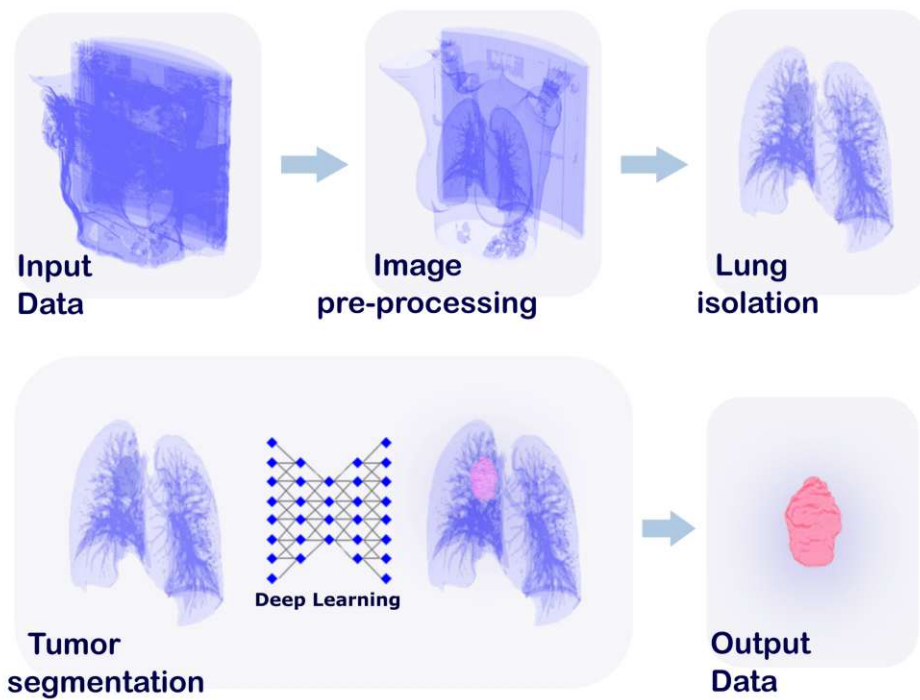 Input
Data
Image
pre-processing
Lung
isolation
Deep Learning
Tumor
segmentation
Output
Data